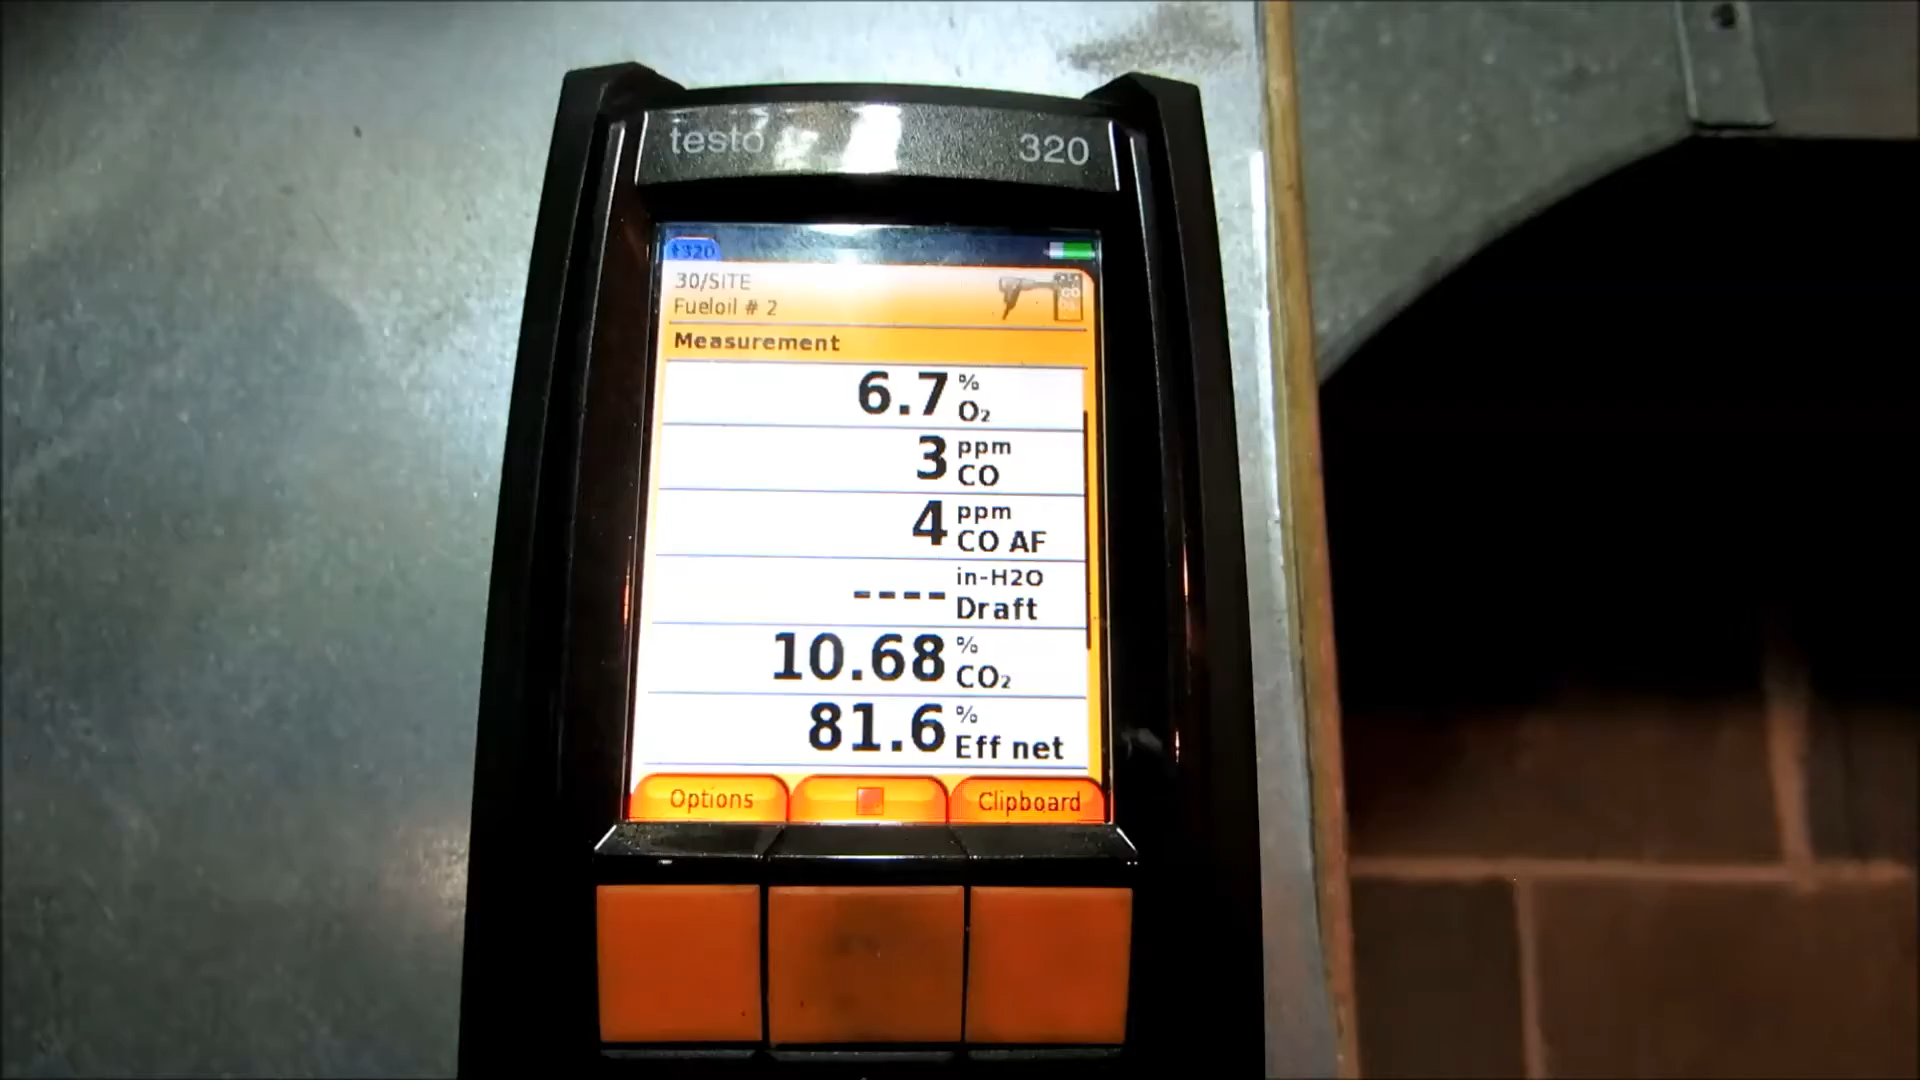 testo 320
t320
30/SITE
Fueloil # 2
Measurement
6.7 % O₂
3 ppm CO
4 ppm CO AF
---- in-H2O Draft
10.68 % CO₂
81.6 % Eff net
Options Clipboard